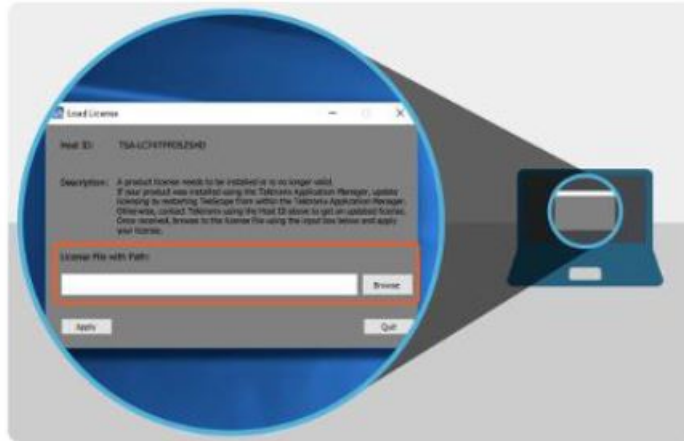 Load License
Host ID:
Description: A product license needs to be installed or is no longer valid.
If your product was installed using the Tektronix Application Manager, update
licensing by restarting TekScope from within the Tektronix Application Manager.
Otherwise, contact Tektronix using the Host ID above to get an updated license.
Once received, browse to the license file using the input box below and apply
your license.
License File with Path:
Browse
Apply
Quit